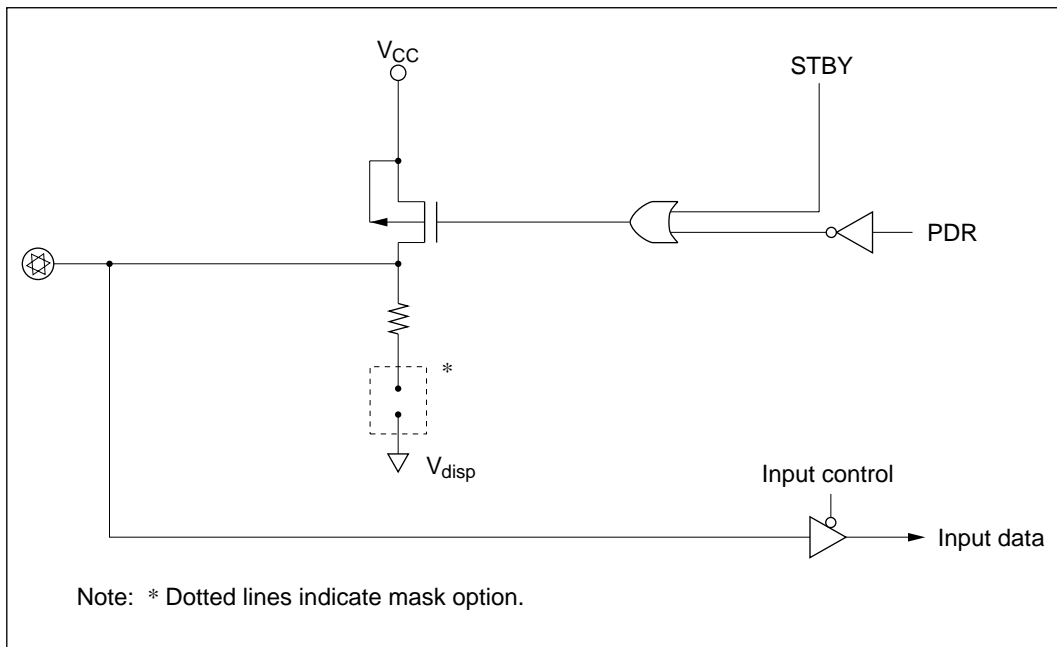 VCC
STBY
PDR
*
Vdisp
Input control
Input data
Note: * Dotted lines indicate mask option.